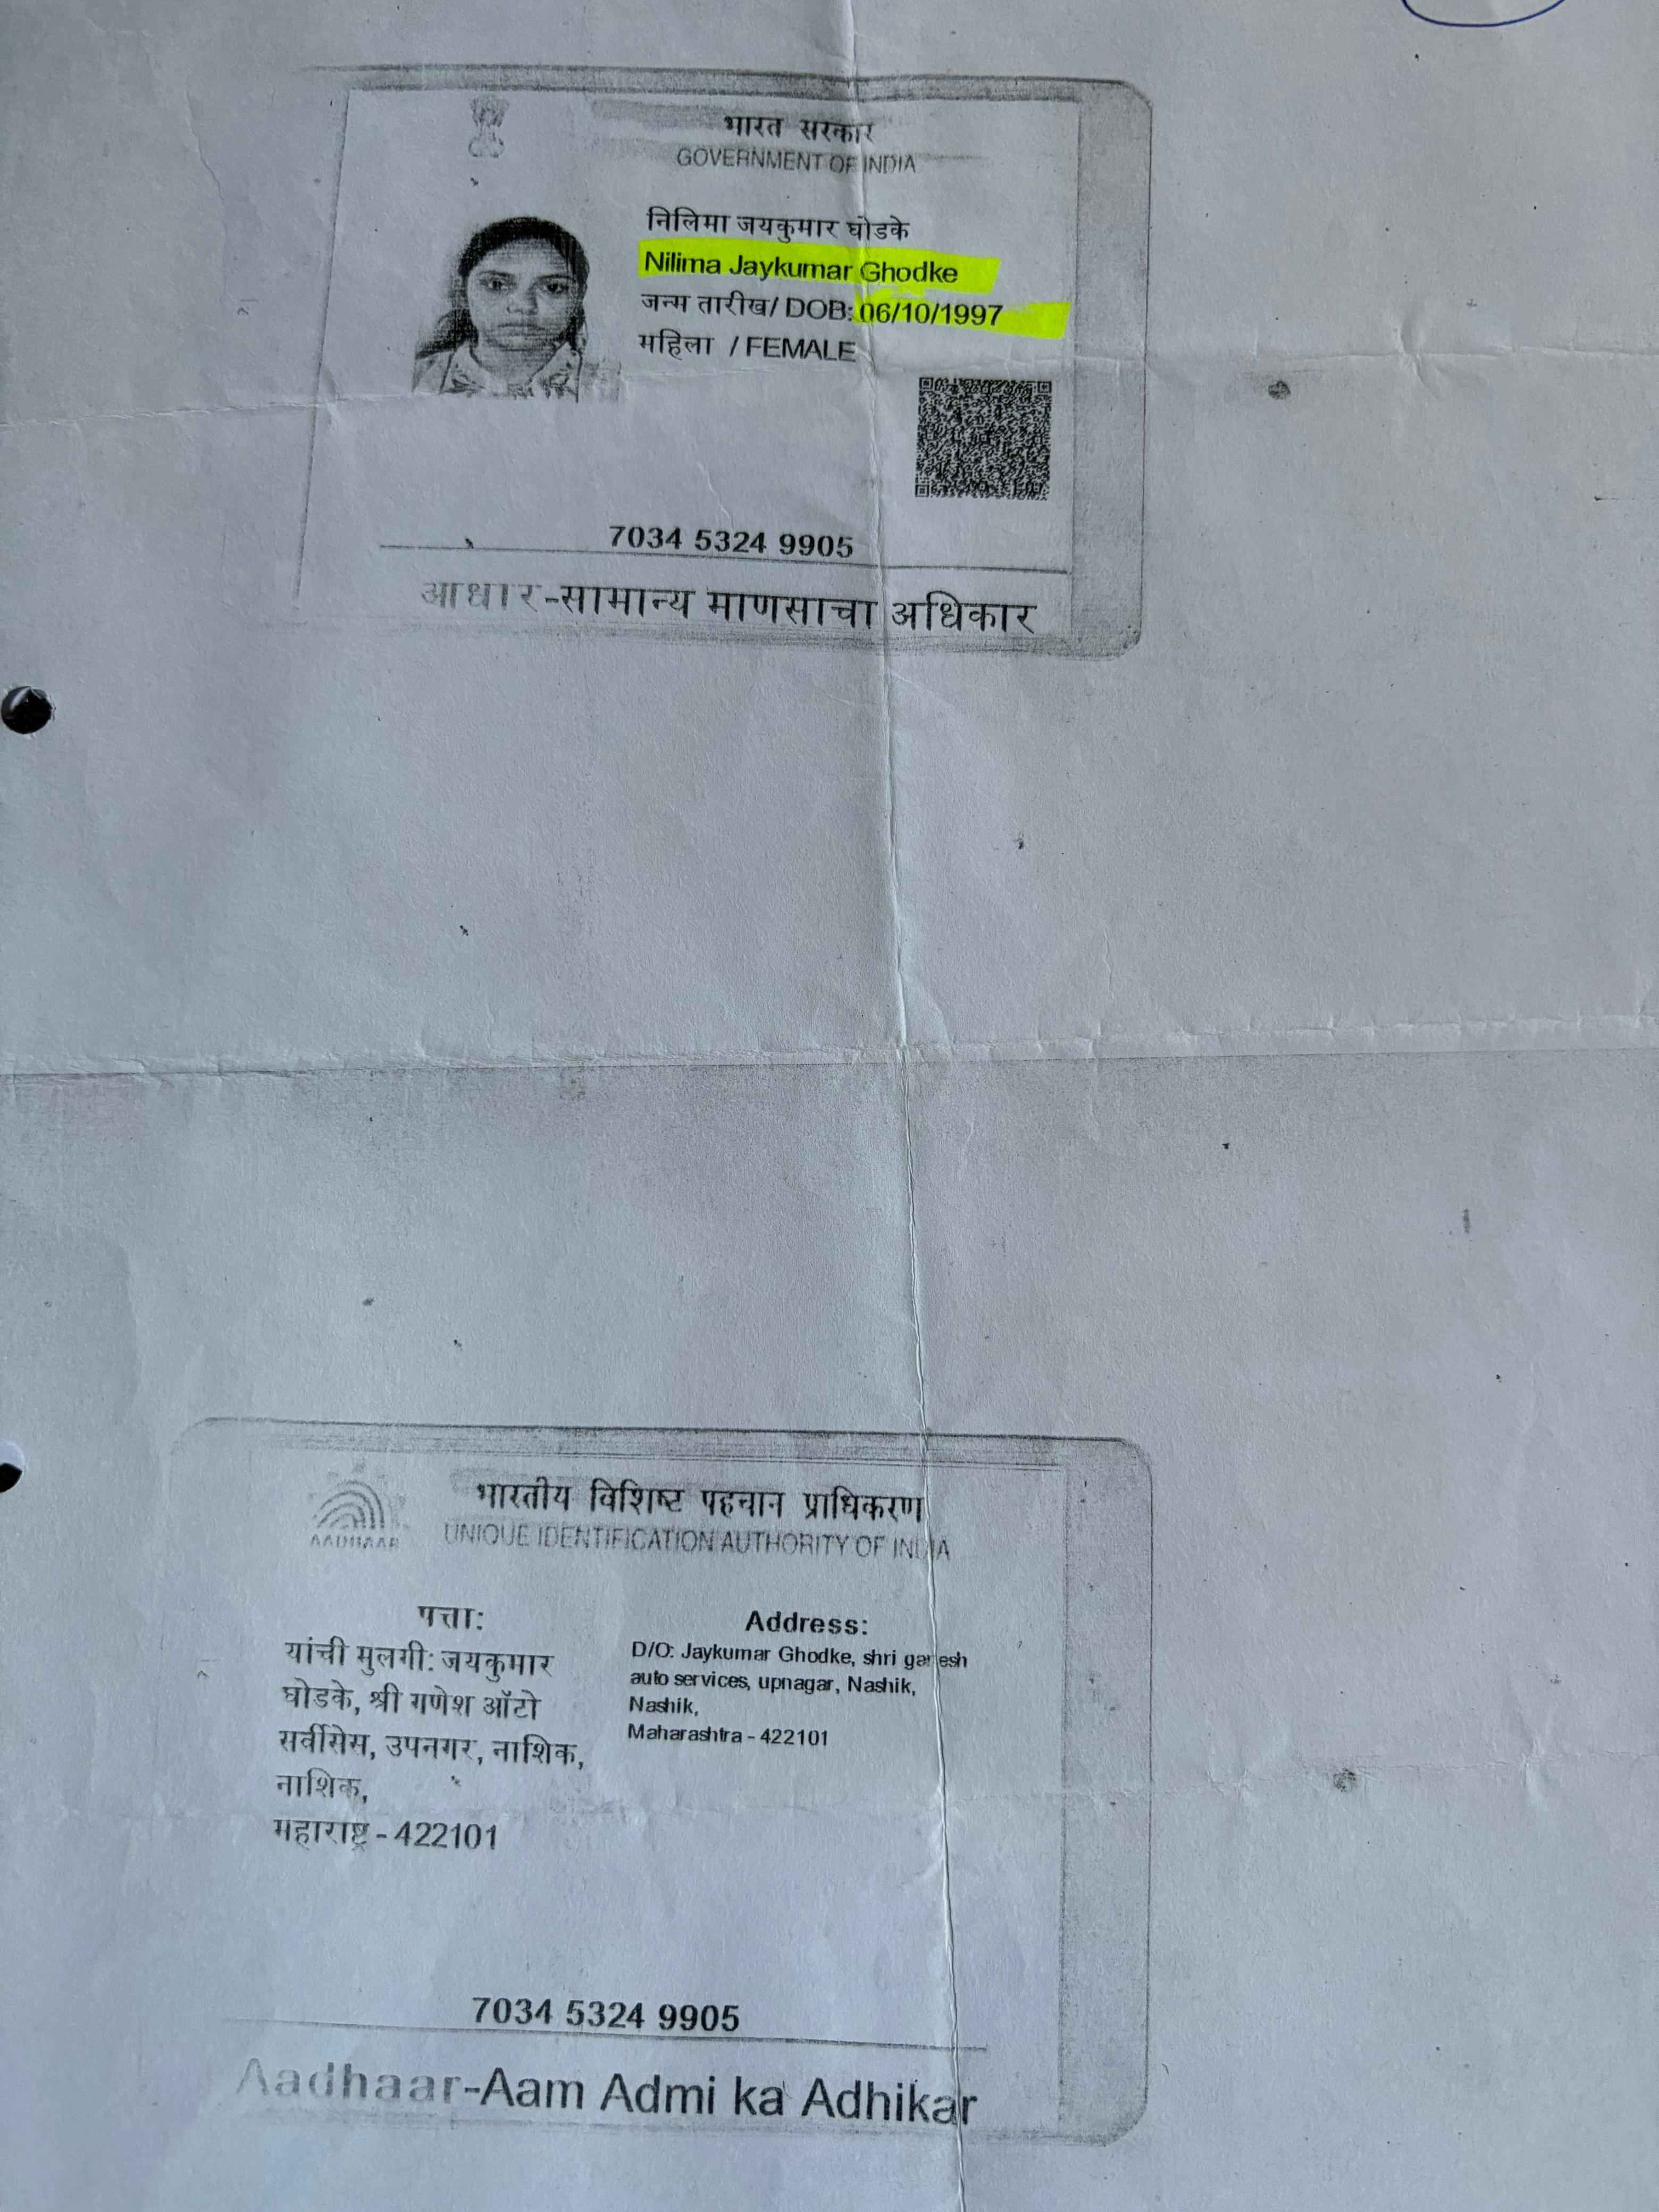 भारत सरकार
GOVERNMENT OF INDIA
निलिमा जयकुमार घोडके
Nilima Jaykumar Ghodke
जन्म तारीख/ DOB: 06/10/1997
महिला / FEMALE
7034 5324 9905
आधार-सामान्य माणसाचा अधिकार
भारतीय विशिष्ट पहचान प्राधिकरण
UNIQUE IDENTIFICATION AUTHORITY OF INDIA
AADHAAR
पत्ता:
यांची मुलगी: जयकुमार
घोडके, श्री गणेश ऑटो
सर्वीसेस, उपनगर, नाशिक,
नाशिक,
महाराष्ट्र - 422101
Address:
D/O: Jaykumar Ghodke, shri ganesh
auto services, upnagar, Nashik,
Nashik,
Maharashtra - 422101
7034 5324 9905
Aadhaar-Aam Admi ka Adhikar